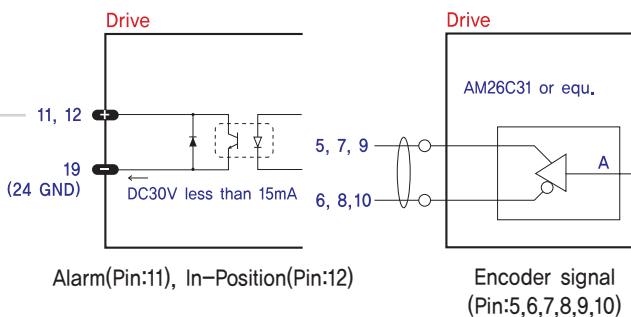 Drive
11, 12
+
19
(24 GND)
−
DC30V less than 15mA
Alarm(Pin:11), In-Position(Pin:12)
Drive
AM26C31 or equ.
5, 7, 9
A
6, 8,10
Encoder signal
(Pin:5,6,7,8,9,10)